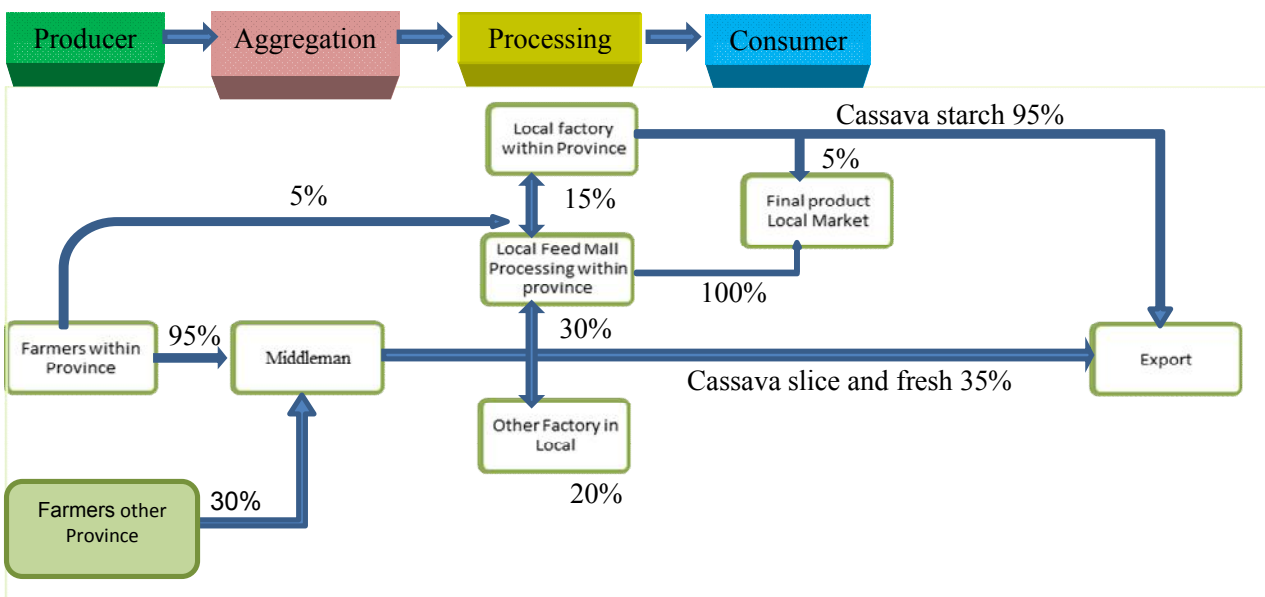 Producer
Aggregation
Processing
Consumer
Local factory
within Province
Cassava starch 95%
5%
15%
Final product
Local Market
5%
Local Feed Mall
Processing within
province
100%
Farmers within
Province
95%
Middleman
30%
Cassava slice and fresh 35%
Export
Other Factory in
Local
20%
Farmers other
Province
30%